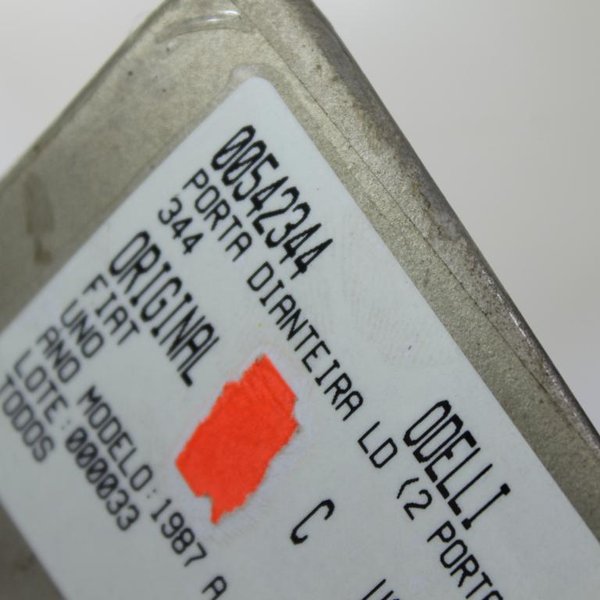 00542344 ODELLI
PORTA DIANTEIRA LD (2 PORTA
344
ORIGINAL C
FIAT
UNO
ANO MODELO:1987 A
LOTE:000033
TODOS